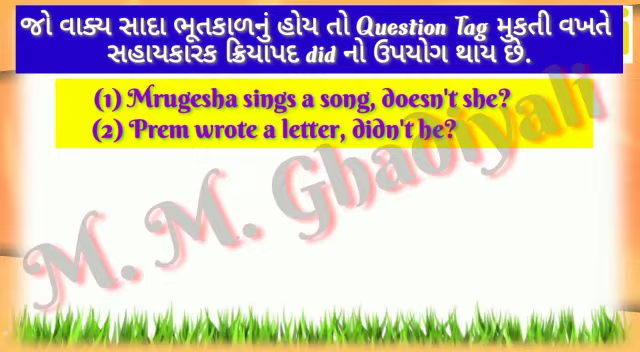 જો વાક્ય સાદા ભૂતકાળનું હોય તો Question Tag મુકતી વખતે
સહાયકારક ક્રિયાપદ did નો ઉપયોગ થાય છે.
(1) Mrugesha sings a song, doesn't she?
(2) Prem wrote a letter, didn't he?
M. M. Ghadiyali